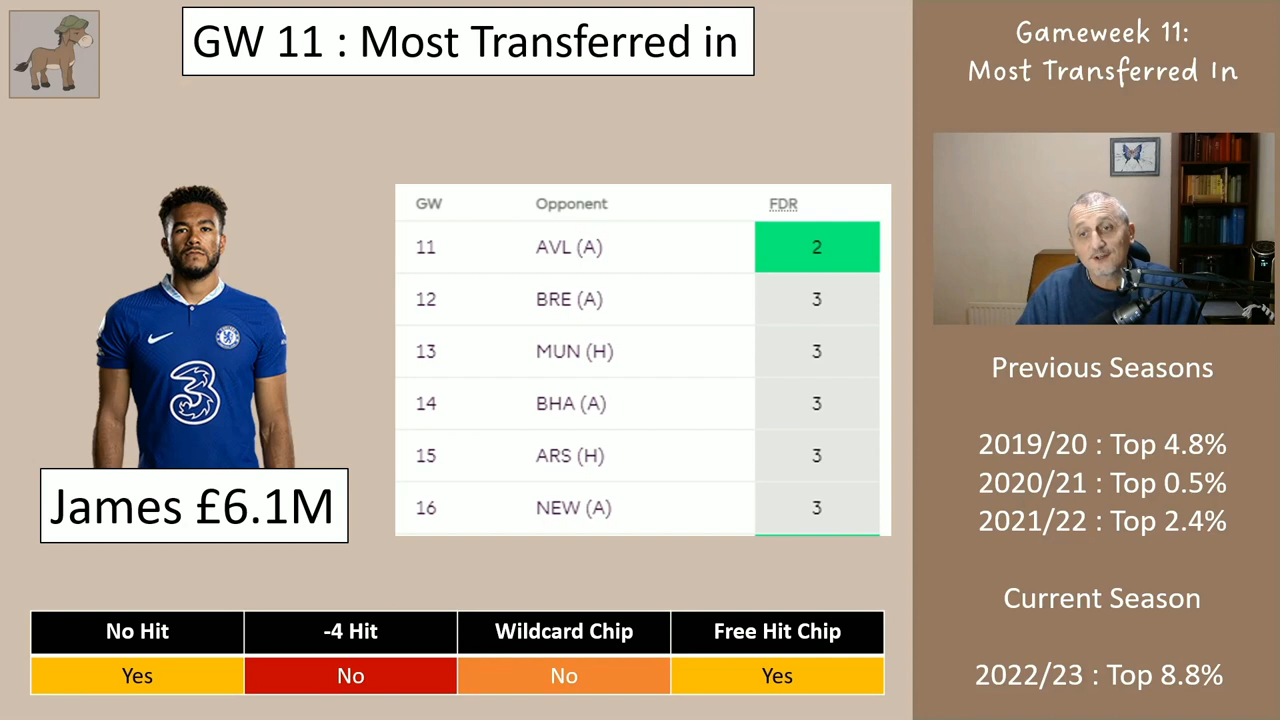 GW 11 : Most Transferred in
GW Opponent FDR
11 AVL (A) 2
12 BRE (A) 3
13 MUN (H) 3
14 BHA (A) 3
15 ARS (H) 3
16 NEW (A) 3
3
James £6.1M
No Hit -4 Hit Wildcard Chip Free Hit Chip
Yes No No Yes
Gameweek 11:
Most Transferred In
Previous Seasons
2019/20 : Top 4.8%
2020/21 : Top 0.5%
2021/22 : Top 2.4%
Current Season
2022/23 : Top 8.8%